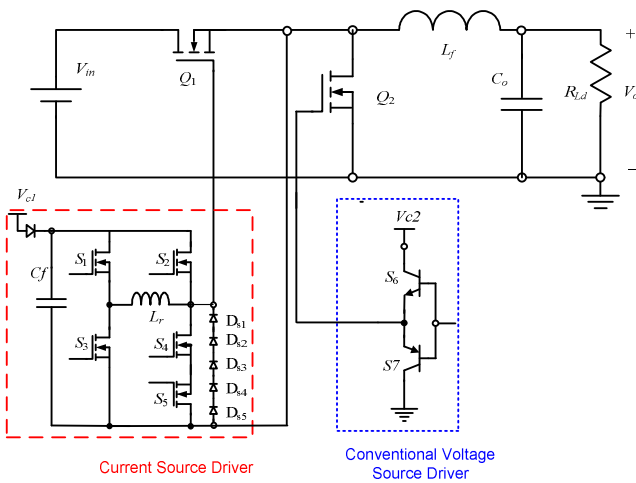 Vin
Q1
Q2
Lf
Co
RLd
+
Vo
−
Vc1
Cf
S1
S2
Lr
S3
S4
S5
Ds1
Ds2
Ds3
Ds4
Ds5
Vc2
S6
S7
Current Source Driver
Conventional Voltage
Source Driver